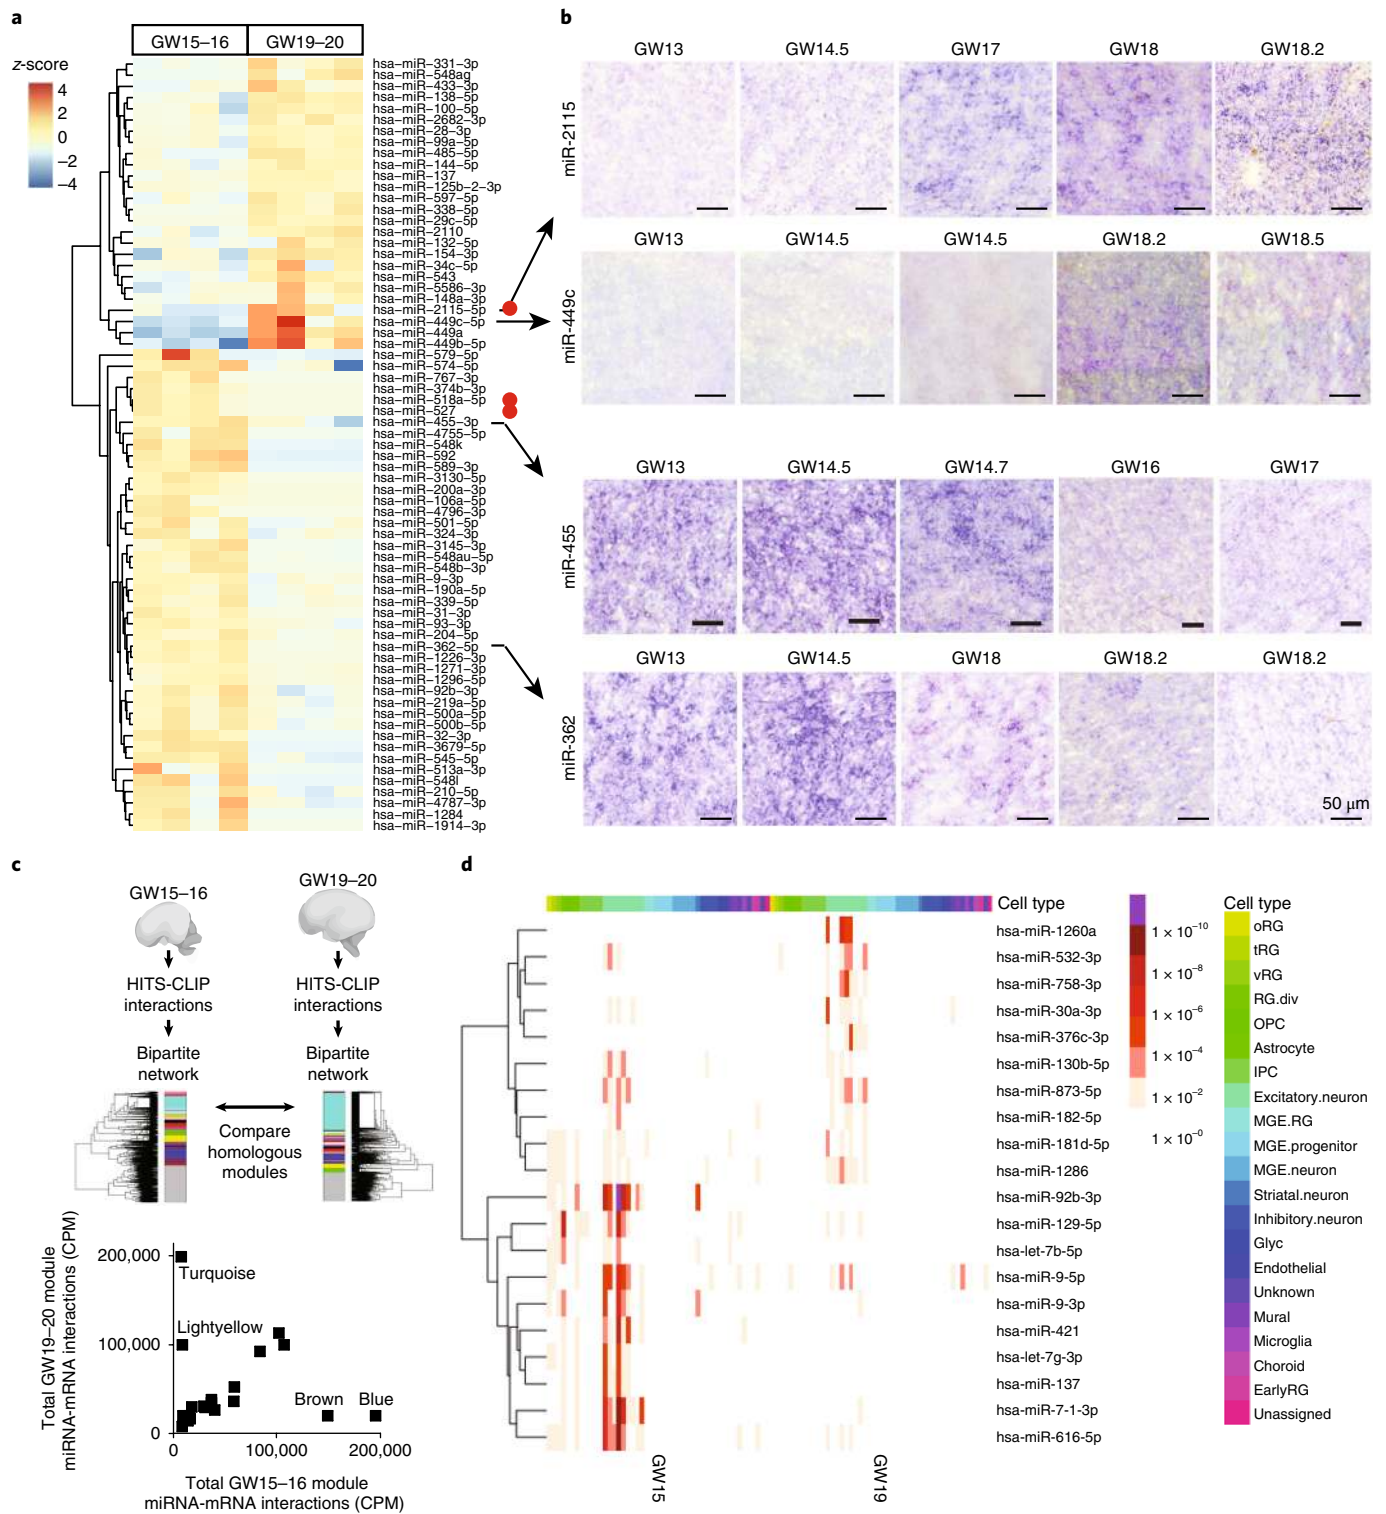 a
GW15–16 GW19–20
z-score
4
2
0
−2
−4
hsa−miR−331−3p
hsa−miR−548ag
hsa−miR−433−3p
hsa−miR−138−5p
hsa−miR−100−5p
hsa−miR−2682−3p
hsa−miR−28−3p
hsa−miR−99a−5p
hsa−miR−485−5p
hsa−miR−144−5p
hsa−miR−137
hsa−miR−125b−2−3p
hsa−miR−597−5p
hsa−miR−338−5p
hsa−miR−29c−5p
hsa−miR−2110
hsa−miR−132−5p
hsa−miR−154−3p
hsa−miR−34c−5p
hsa−miR−543
hsa−miR−5586−3p
hsa−miR−148a−3p
hsa−miR−2115−5p
hsa−miR−449c−5p
hsa−miR−449a
hsa−miR−449b−5p
hsa−miR−579−5p
hsa−miR−574−5p
hsa−miR−767−3p
hsa−miR−374b−3p
hsa−miR−518a−5p
hsa−miR−527
hsa−miR−455−3p
hsa−miR−4755−5p
hsa−miR−548k
hsa−miR−592
hsa−miR−589−3p
hsa−miR−3130−5p
hsa−miR−200a−3p
hsa−miR−106a−5p
hsa−miR−4796−3p
hsa−miR−501−5p
hsa−miR−324−3p
hsa−miR−3145−3p
hsa−miR−548au−5p
hsa−miR−548b−3p
hsa−miR−9−3p
hsa−miR−190a−5p
hsa−miR−339−5p
hsa−miR−31−3p
hsa−miR−93−3p
hsa−miR−204−5p
hsa−miR−362−5p
hsa−miR−1226−3p
hsa−miR−1271−3p
hsa−miR−1296−5p
hsa−miR−92b−3p
hsa−miR−219a−5p
hsa−miR−500a−5p
hsa−miR−500b−5p
hsa−miR−32−3p
hsa−miR−3679−5p
hsa−miR−545−5p
hsa−miR−513a−3p
hsa−miR−548l
hsa−miR−210−5p
hsa−miR−4787−3p
hsa−miR−1284
hsa−miR−1914−3p
b
GW13 GW14.5 GW17 GW18 GW18.2
miR-2115
GW13 GW14.5 GW14.5 GW18.2 GW18.5
miR-449c
GW13 GW14.5 GW14.7 GW16 GW17
miR-455
GW13 GW14.5 GW18 GW18.2 GW18.2
miR-362
50 μm
c
GW15–16 GW19–20
HITS-CLIP interactions
HITS-CLIP interactions
Bipartite network
Bipartite network
Compare
homologous
modules
Total GW19–20 module
miRNA-mRNA interactions (CPM)
200,000
100,000
0
Turquoise
Lightyellow
Brown Blue
0 100,000 200,000
Total GW15–16 module
miRNA-mRNA interactions (CPM)
d
Cell type
hsa-miR-1260a
hsa-miR-532-3p
hsa-miR-758-3p
hsa-miR-30a-3p
hsa-miR-376c-3p
hsa-miR-130b-5p
hsa-miR-873-5p
hsa-miR-182-5p
hsa-miR-181d-5p
hsa-miR-1286
hsa-miR-92b-3p
hsa-miR-129-5p
hsa-let-7b-5p
hsa-miR-9-5p
hsa-miR-9-3p
hsa-miR-421
hsa-let-7g-3p
hsa-miR-137
hsa-miR-7-1-3p
hsa-miR-616-5p
GW15
GW19
1 × 10⁻¹⁰
1 × 10⁻⁸
1 × 10⁻⁶
1 × 10⁻⁴
1 × 10⁻²
1 × 10⁻⁰
Cell type
oRG
tRG
vRG
RG.div
OPC
Astrocyte
IPC
Excitatory.neuron
MGE.RG
MGE.progenitor
MGE.neuron
Striatal.neuron
Inhibitory.neuron
Glyc
Endothelial
Unknown
Mural
Microglia
Choroid
EarlyRG
Unassigned